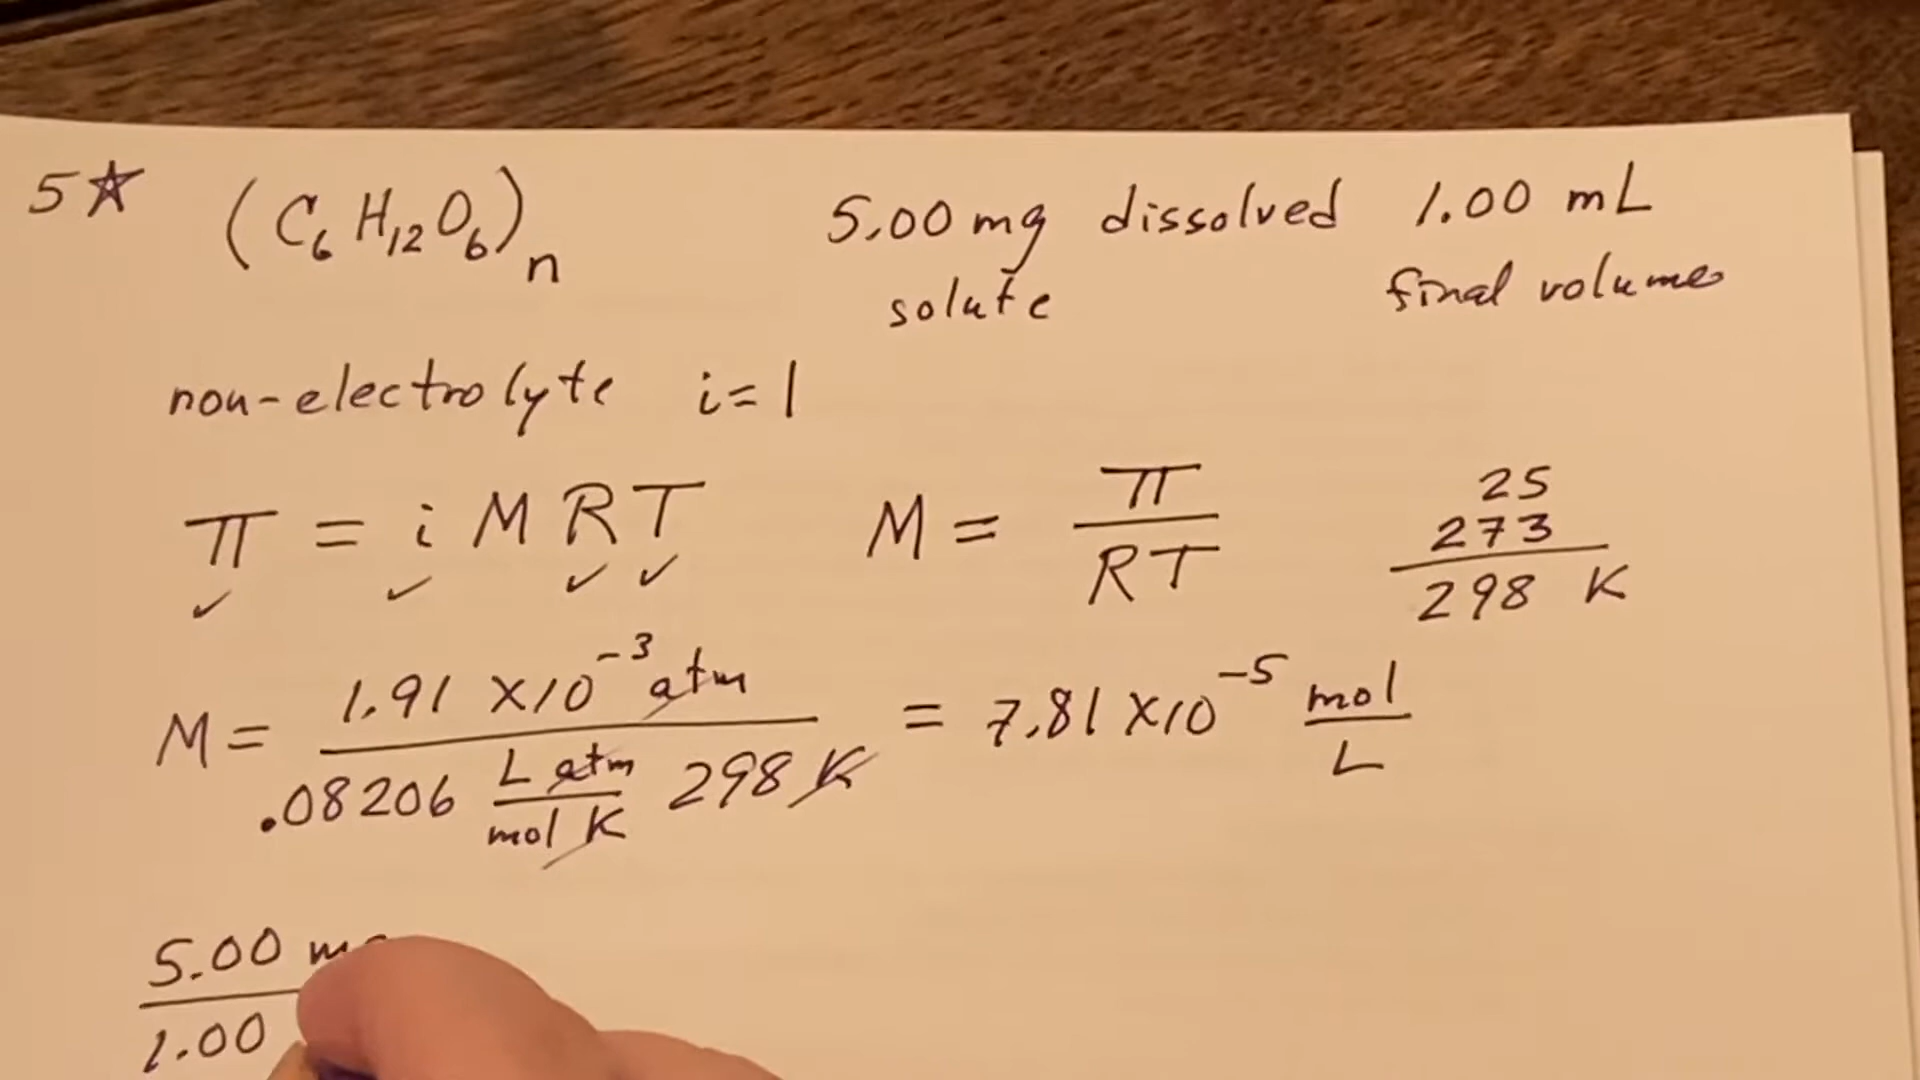 5☆ (C6H12O6)n 5.00 mg dissolved 1.00 mL
solute final volume
non-electrolyte i=1
π = i M R T M = π/RT 25
✓ ✓ ✓ ✓ 273
298 K
M = 1.91 X10^-3 atm / .08206 L atm/mol K 298 K = 7.81 X10^-5 mol/L
5.00
1.00